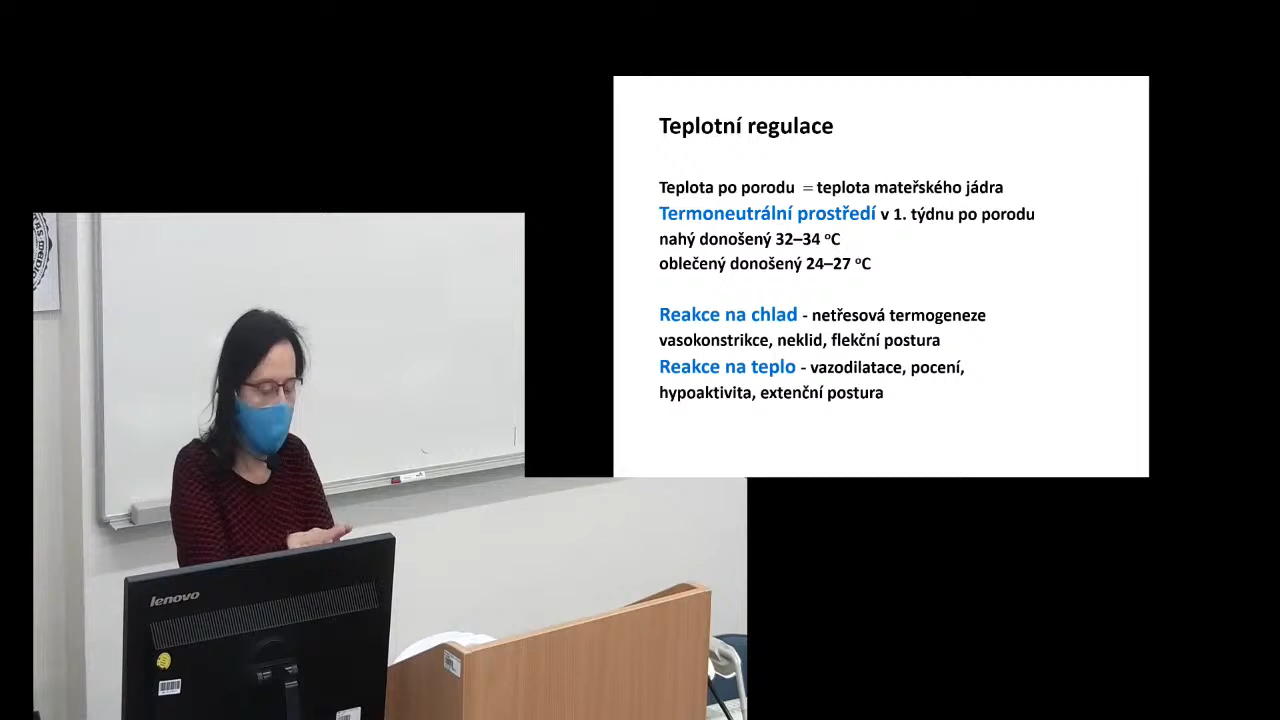 Teplotní regulace
Teplota po porodu = teplota mateřského jádra
Termoneutrální prostředí v 1. týdnu po porodu
nahý donošený 32–34 ºC
oblečený donošený 24–27 ºC
Reakce na chlad - netřesová termogeneze
vasokonstrikce, neklid, flekční postura
Reakce na teplo - vazodilatace, pocení,
hypoaktivita, extenční postura
lenovo